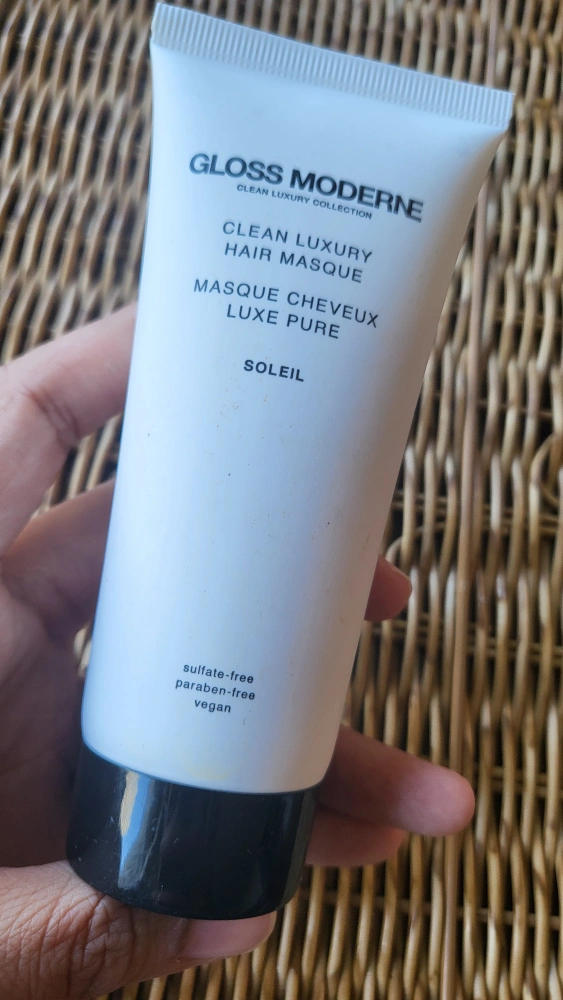 GLOSS MODERNE
CLEAN LUXURY COLLECTION
CLEAN LUXURY
HAIR MASQUE
MASQUE CHEVEUX
LUXE PURE
SOLEIL
sulfate-free
paraben-free
vegan